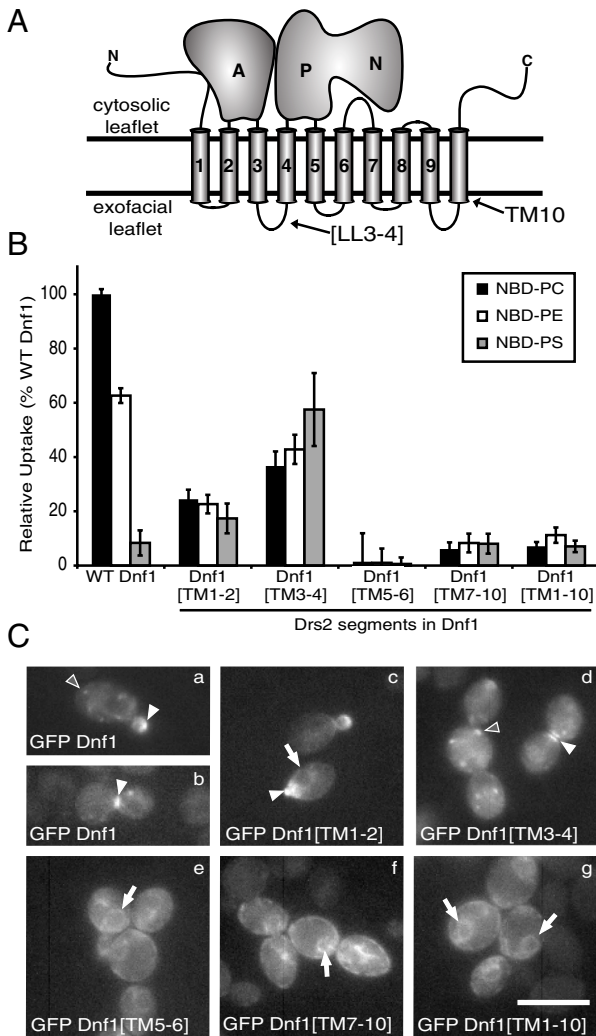 A
N
A
P
N
C
cytosolic
leaflet
1 2 3 4 5 6 7 8 9
exofacial
leaflet
TM10
[LL3-4]
B
Relative Uptake (% WT Dnf1)
100
80
60
40
20
0
NBD-PC
NBD-PE
NBD-PS
WT Dnf1
Dnf1
[TM1-2]
Dnf1
[TM3-4]
Dnf1
[TM5-6]
Dnf1
[TM7-10]
Dnf1
[TM1-10]
Drs2 segments in Dnf1
C
a
GFP Dnf1
b
GFP Dnf1
c
GFP Dnf1[TM1-2]
d
GFP Dnf1[TM3-4]
e
GFP Dnf1[TM5-6]
f
GFP Dnf1[TM7-10]
g
GFP Dnf1[TM1-10]